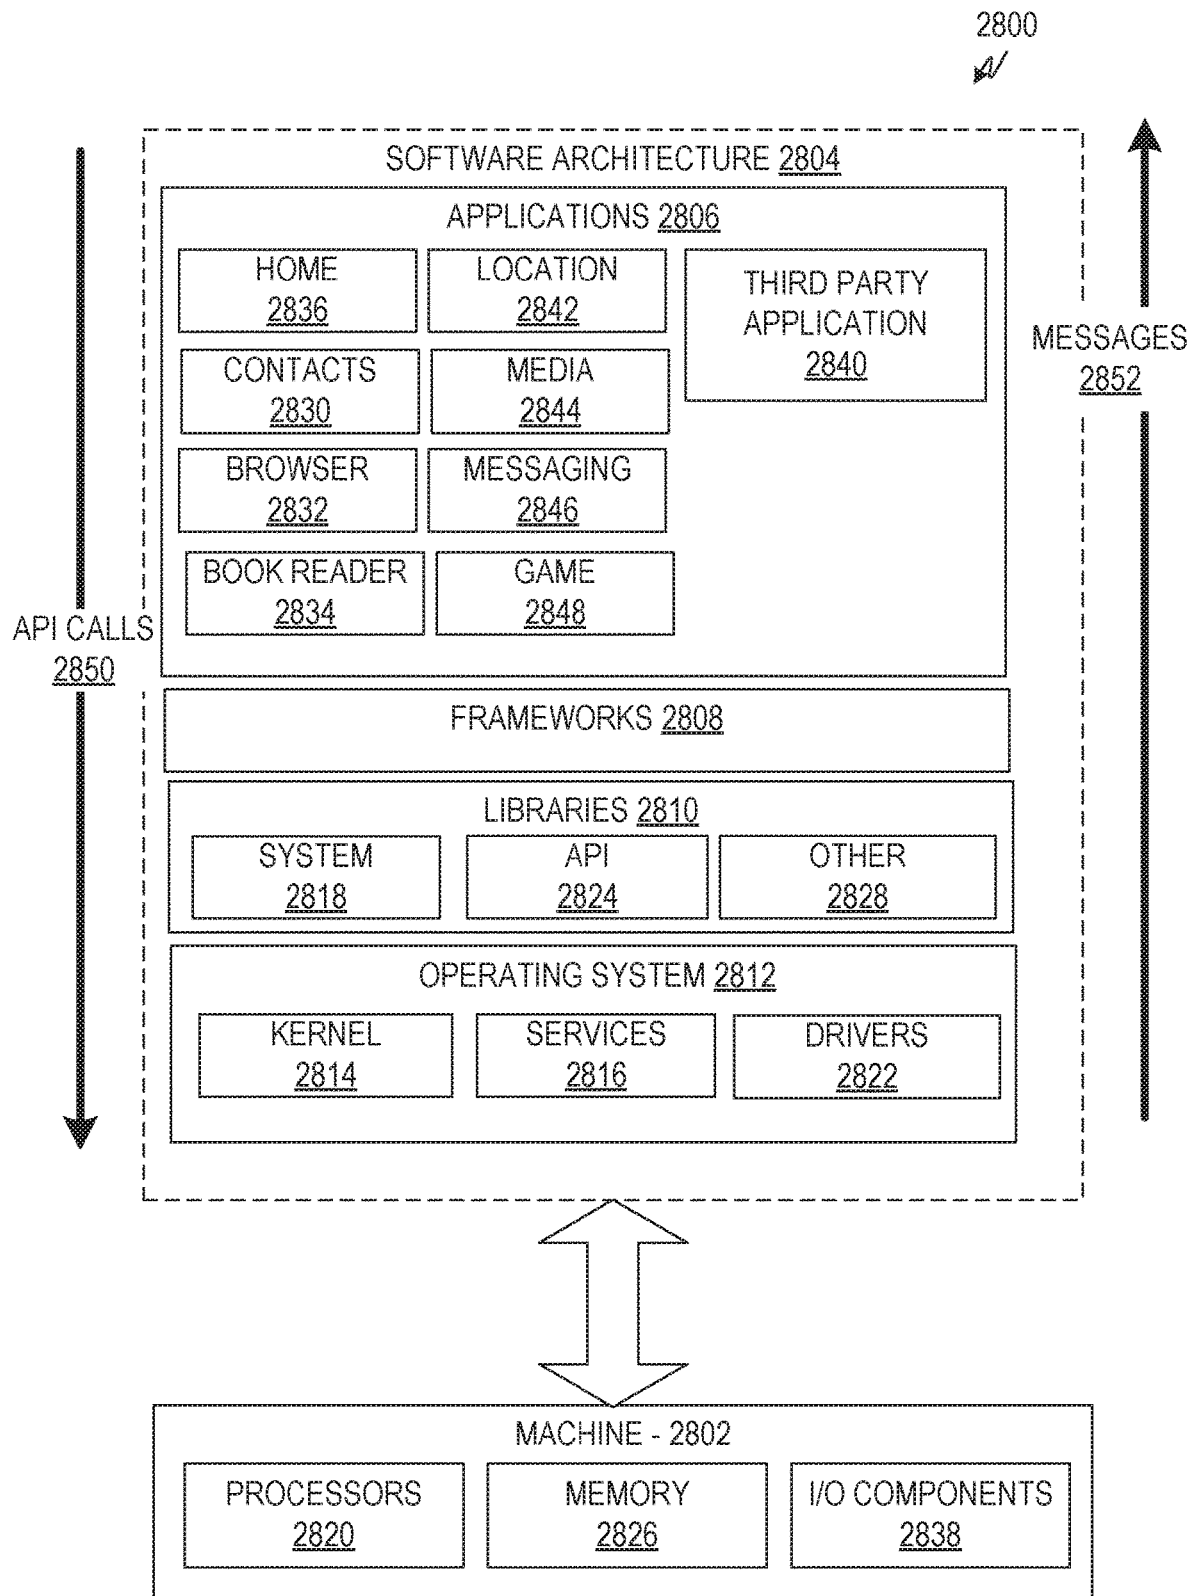 2800
SOFTWARE ARCHITECTURE 2804
APPLICATIONS 2806
HOME
2836
LOCATION
2842
THIRD PARTY
APPLICATION
2840
CONTACTS
2830
MEDIA
2844
BROWSER
2832
MESSAGING
2846
BOOK READER
2834
GAME
2848
API CALLS
2850
MESSAGES
2852
FRAMEWORKS 2808
LIBRARIES 2810
SYSTEM
2818
API
2824
OTHER
2828
OPERATING SYSTEM 2812
KERNEL
2814
SERVICES
2816
DRIVERS
2822
MACHINE - 2802
PROCESSORS
2820
MEMORY
2826
I/O COMPONENTS
2838